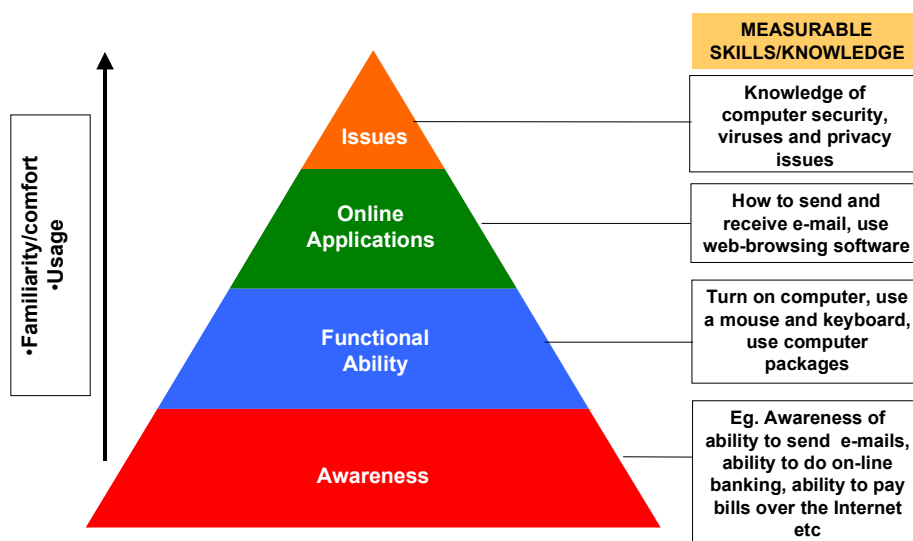 MEASURABLE
SKILLS/KNOWLEDGE
Knowledge of
computer security,
viruses and privacy
issues
Issues
How to send and
receive e-mail, use
web-browsing software
Online
Applications
•Familiarity/comfort
•Usage
Turn on computer, use
a mouse and keyboard,
use computer
packages
Functional
Ability
Eg. Awareness of
ability to send e-mails,
ability to do on-line
banking, ability to pay
bills over the Internet
etc
Awareness